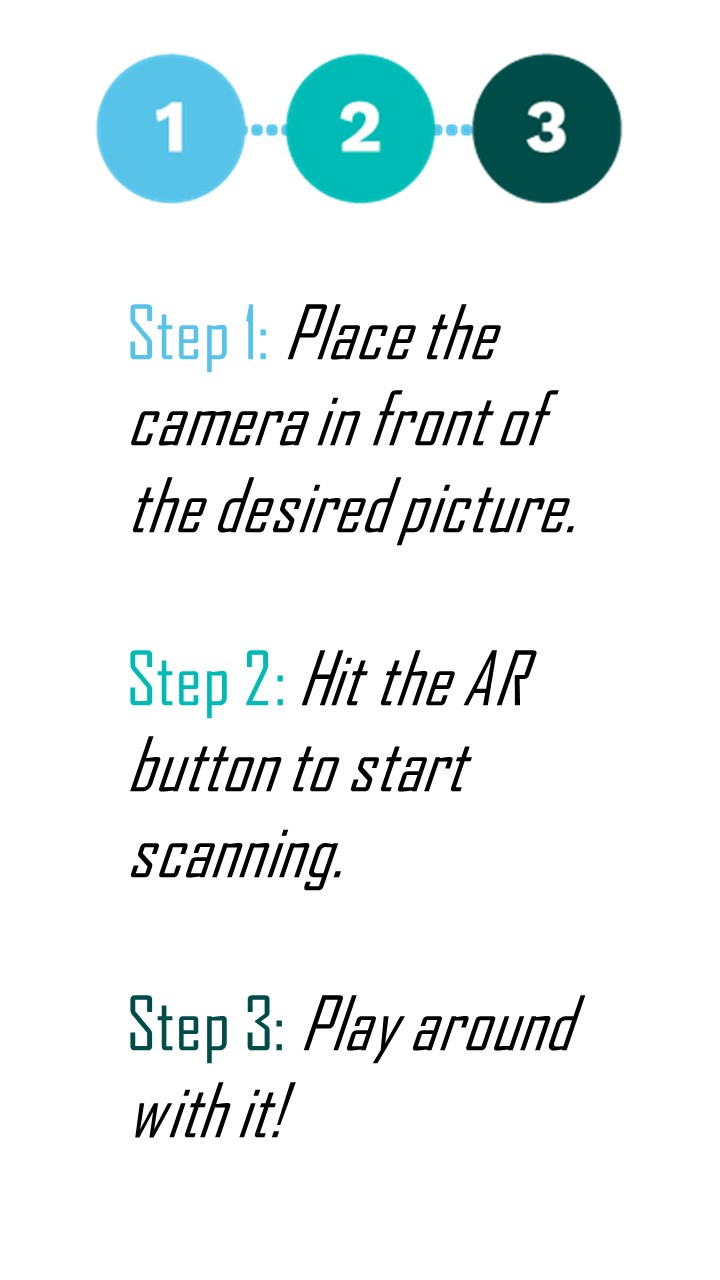 1 2 3
Step 1: Place the
camera in front of
the desired picture.
Step 2: Hit the AR
button to start
scanning.
Step 3: Play around
with it!